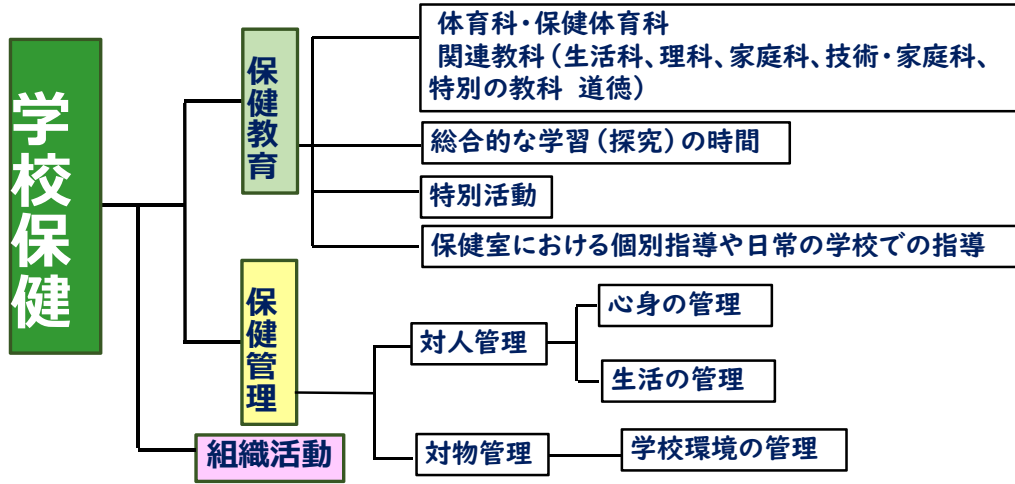 学校保健
保健教育
体育科・保健体育科
関連教科（生活科、理科、家庭科、技術・家庭科、
特別の教科 道徳）
総合的な学習（探究）の時間
特別活動
保健室における個別指導や日常の学校での指導
保健管理
対人管理
心身の管理
生活の管理
対物管理
学校環境の管理
組織活動